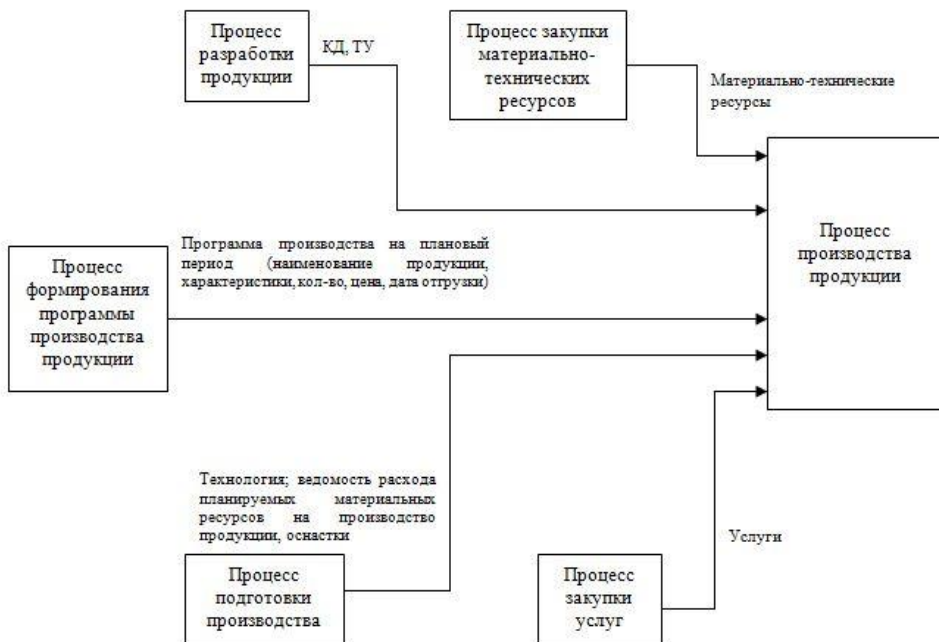 Процесс
разработки
продукции
КД, ТУ
Процесс закупки
материально-
технических
ресурсов
Материально-технические
ресурсы
Процесс
производства
продукции
Программа производства на плановый
период (наименование продукции,
характеристики, кол-во, цена, дата отгрузки)
Процесс
формирования
программы
производства
продукции
Технология; ведомость расхода
планируемых материальных
ресурсов на производство
продукции, оснастки
Процесс
подготовки
производства
Процесс
закупки
услуг
Услуги